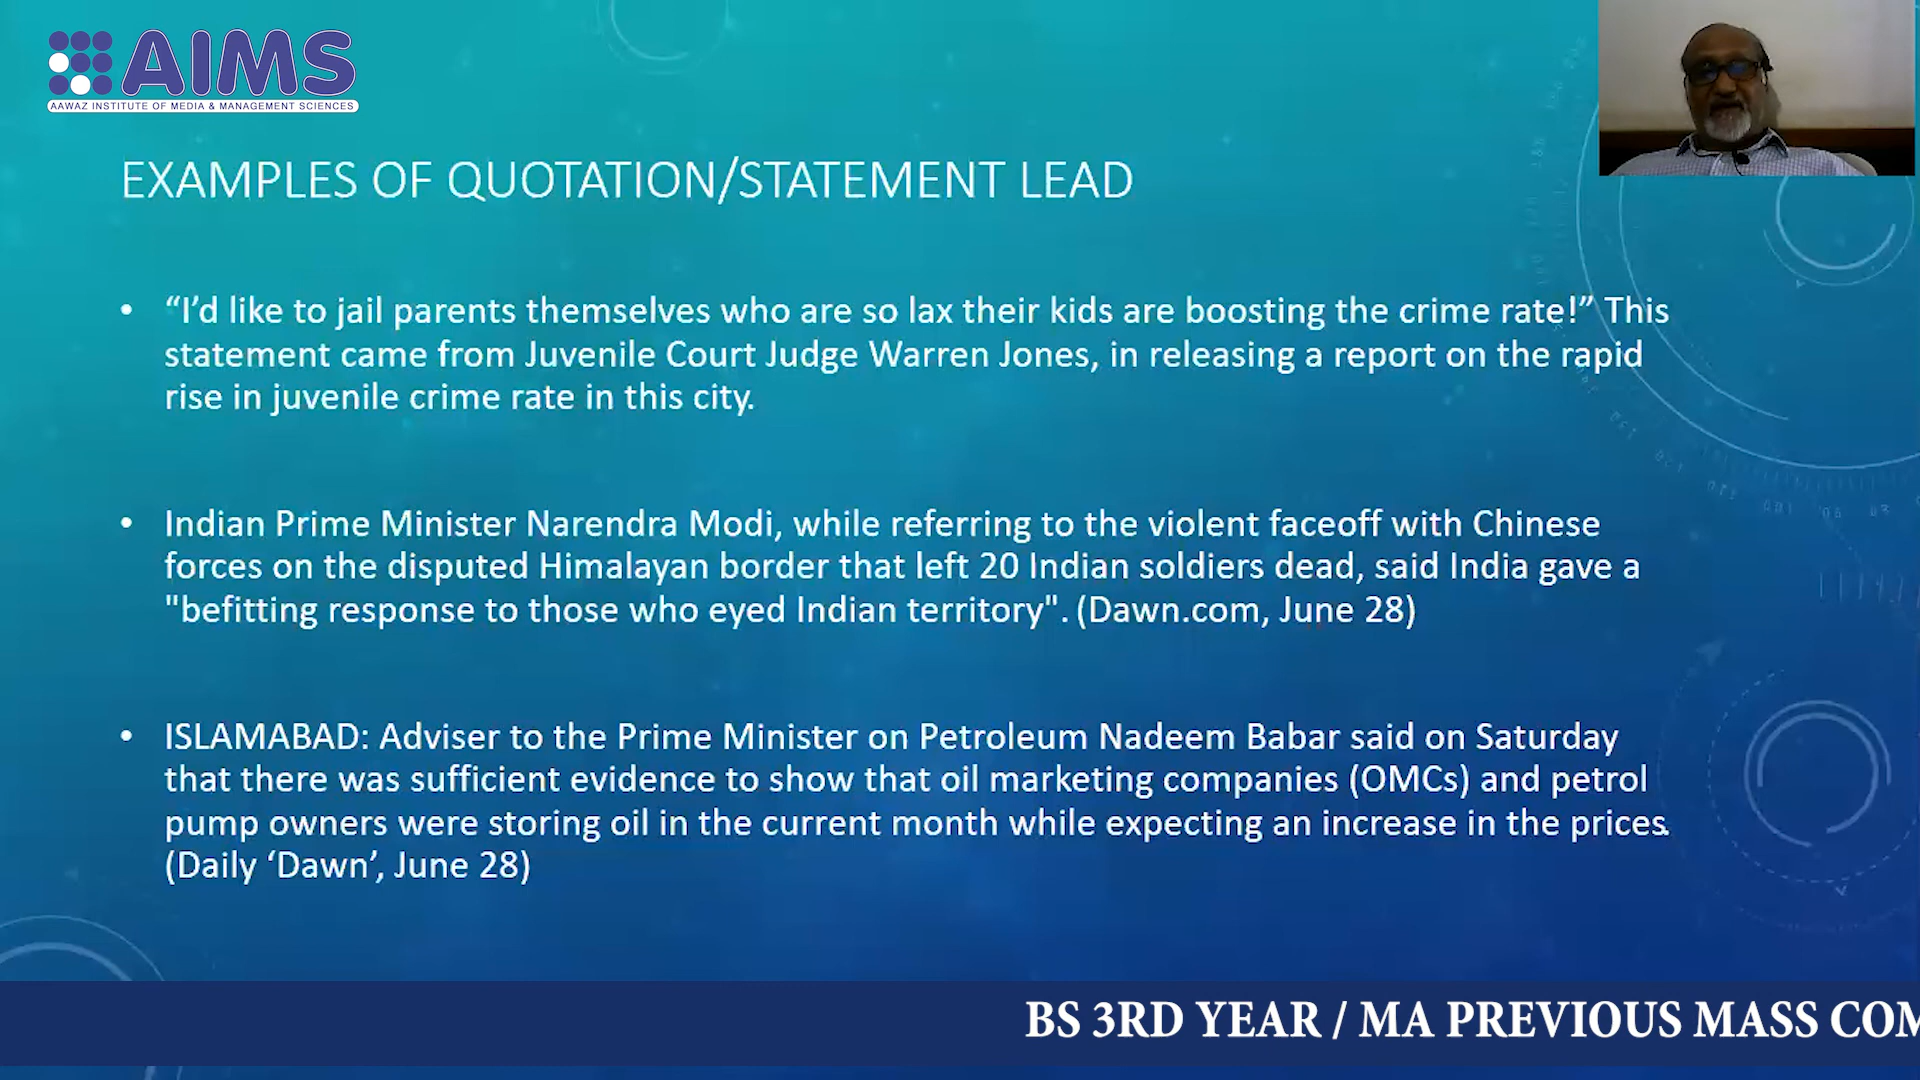 AIMS
AAWAZ INSTITUTE OF MEDIA & MANAGEMENT SCIENCES
EXAMPLES OF QUOTATION/STATEMENT LEAD
• “I’d like to jail parents themselves who are so lax their kids are boosting the crime rate!” This
statement came from Juvenile Court Judge Warren Jones, in releasing a report on the rapid
rise in juvenile crime rate in this city.
• Indian Prime Minister Narendra Modi, while referring to the violent faceoff with Chinese
forces on the disputed Himalayan border that left 20 Indian soldiers dead, said India gave a
"befitting response to those who eyed Indian territory". (Dawn.com, June 28)
• ISLAMABAD: Adviser to the Prime Minister on Petroleum Nadeem Babar said on Saturday
that there was sufficient evidence to show that oil marketing companies (OMCs) and petrol
pump owners were storing oil in the current month while expecting an increase in the prices.
(Daily ‘Dawn’, June 28)
BS 3RD YEAR / MA PREVIOUS MASS COM